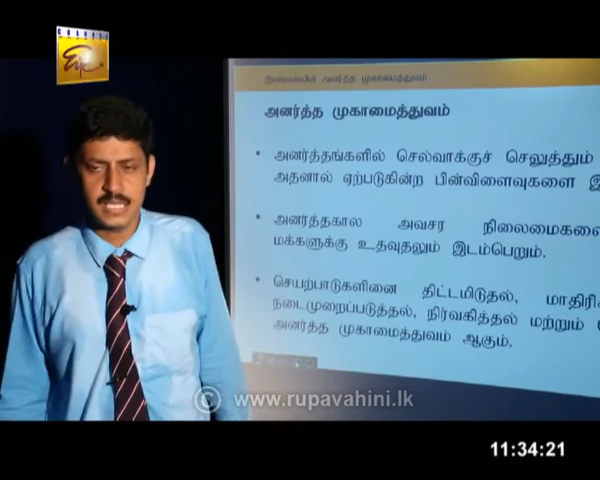 CHANNEL
Eye
இலங்கையின் அனர்த்த முகாமைத்துவம்
அனர்த்த முகாமைத்துவம்
• அனர்த்தங்களில் செல்வாக்குச் செலுத்தும்
அதனால் ஏற்படுகின்ற பின்விளைவுகளை இ
• அனர்த்தகால அவசர நிலைமைகளை
மக்களுக்கு உதவுதலும் இடம்பெறும்.
• செயற்பாடுகளினை திட்டமிடுதல், மாதிரிக
நடைமுறைப்படுத்தல், நிர்வகித்தல் மற்றும்
அனர்த்த முகாமைத்துவம் ஆகும்.
© www.rupavahini.lk
11:34:21